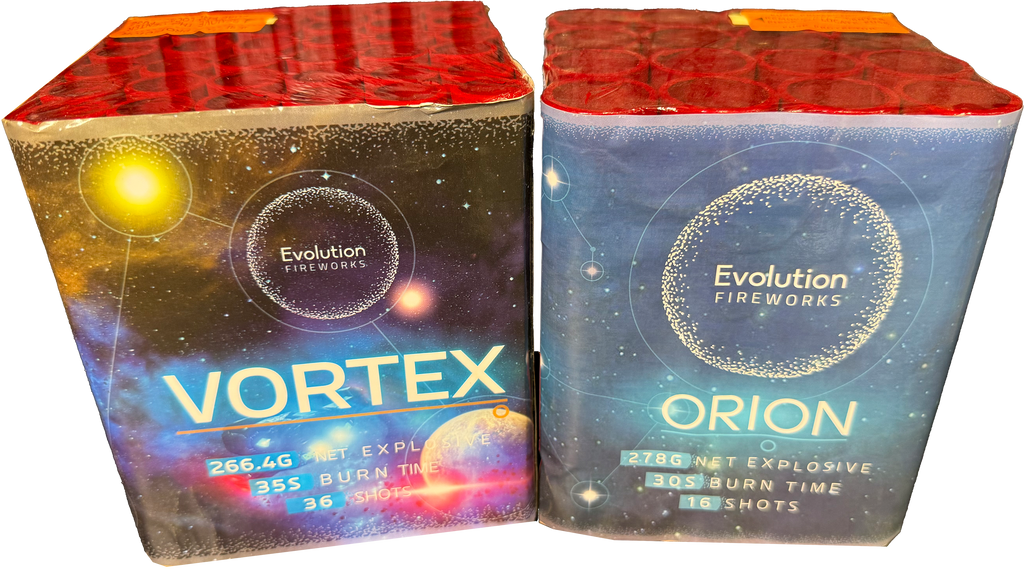 Evolution
FIREWORKS
VORTEX
266.4G NET EXPLOSIVE
35S BURN TIME
36 SHOTS
Evolution
FIREWORKS
ORION
278G NET EXPLOSIVE
30S BURN TIME
16 SHOTS